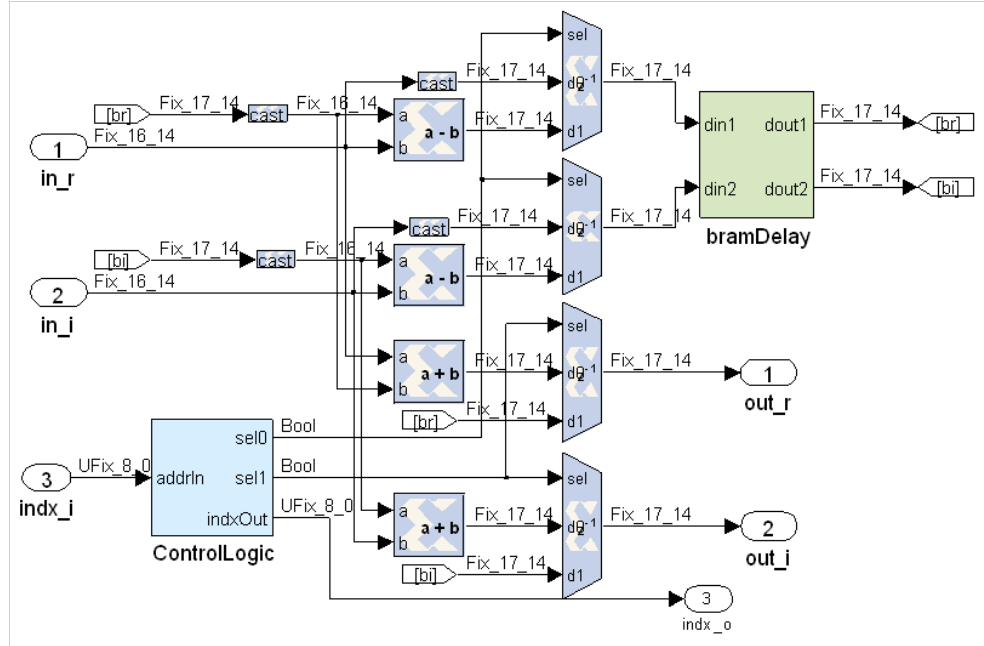 sel
Fix_17_14
cast
d0
z-1
Fix_17_14
[br]
Fix_17_14
cast
Fix_16_14
a
a - b
b
Fix_17_14
d1
1
Fix_16_14
in_r
din1
dout1
Fix_17_14
[br]
din2
dout2
Fix_17_14
[bi]
bramDelay
sel
Fix_17_14
cast
d0
z-1
Fix_17_14
[bi]
Fix_17_14
cast
Fix_16_14
a
a - b
b
Fix_17_14
d1
2
Fix_16_14
in_i
sel
a
a + b
b
Fix_17_14
d0
z-1
Fix_17_14
1
out_r
[br]
Fix_17_14
d1
3
UFix_8_0
indx_i
addrIn
sel0
Bool
sel1
Bool
indxOut
UFix_8_0
ControlLogic
sel
a
a + b
b
Fix_17_14
d0
z-1
Fix_17_14
2
out_i
[bi]
Fix_17_14
d1
3
indx_o